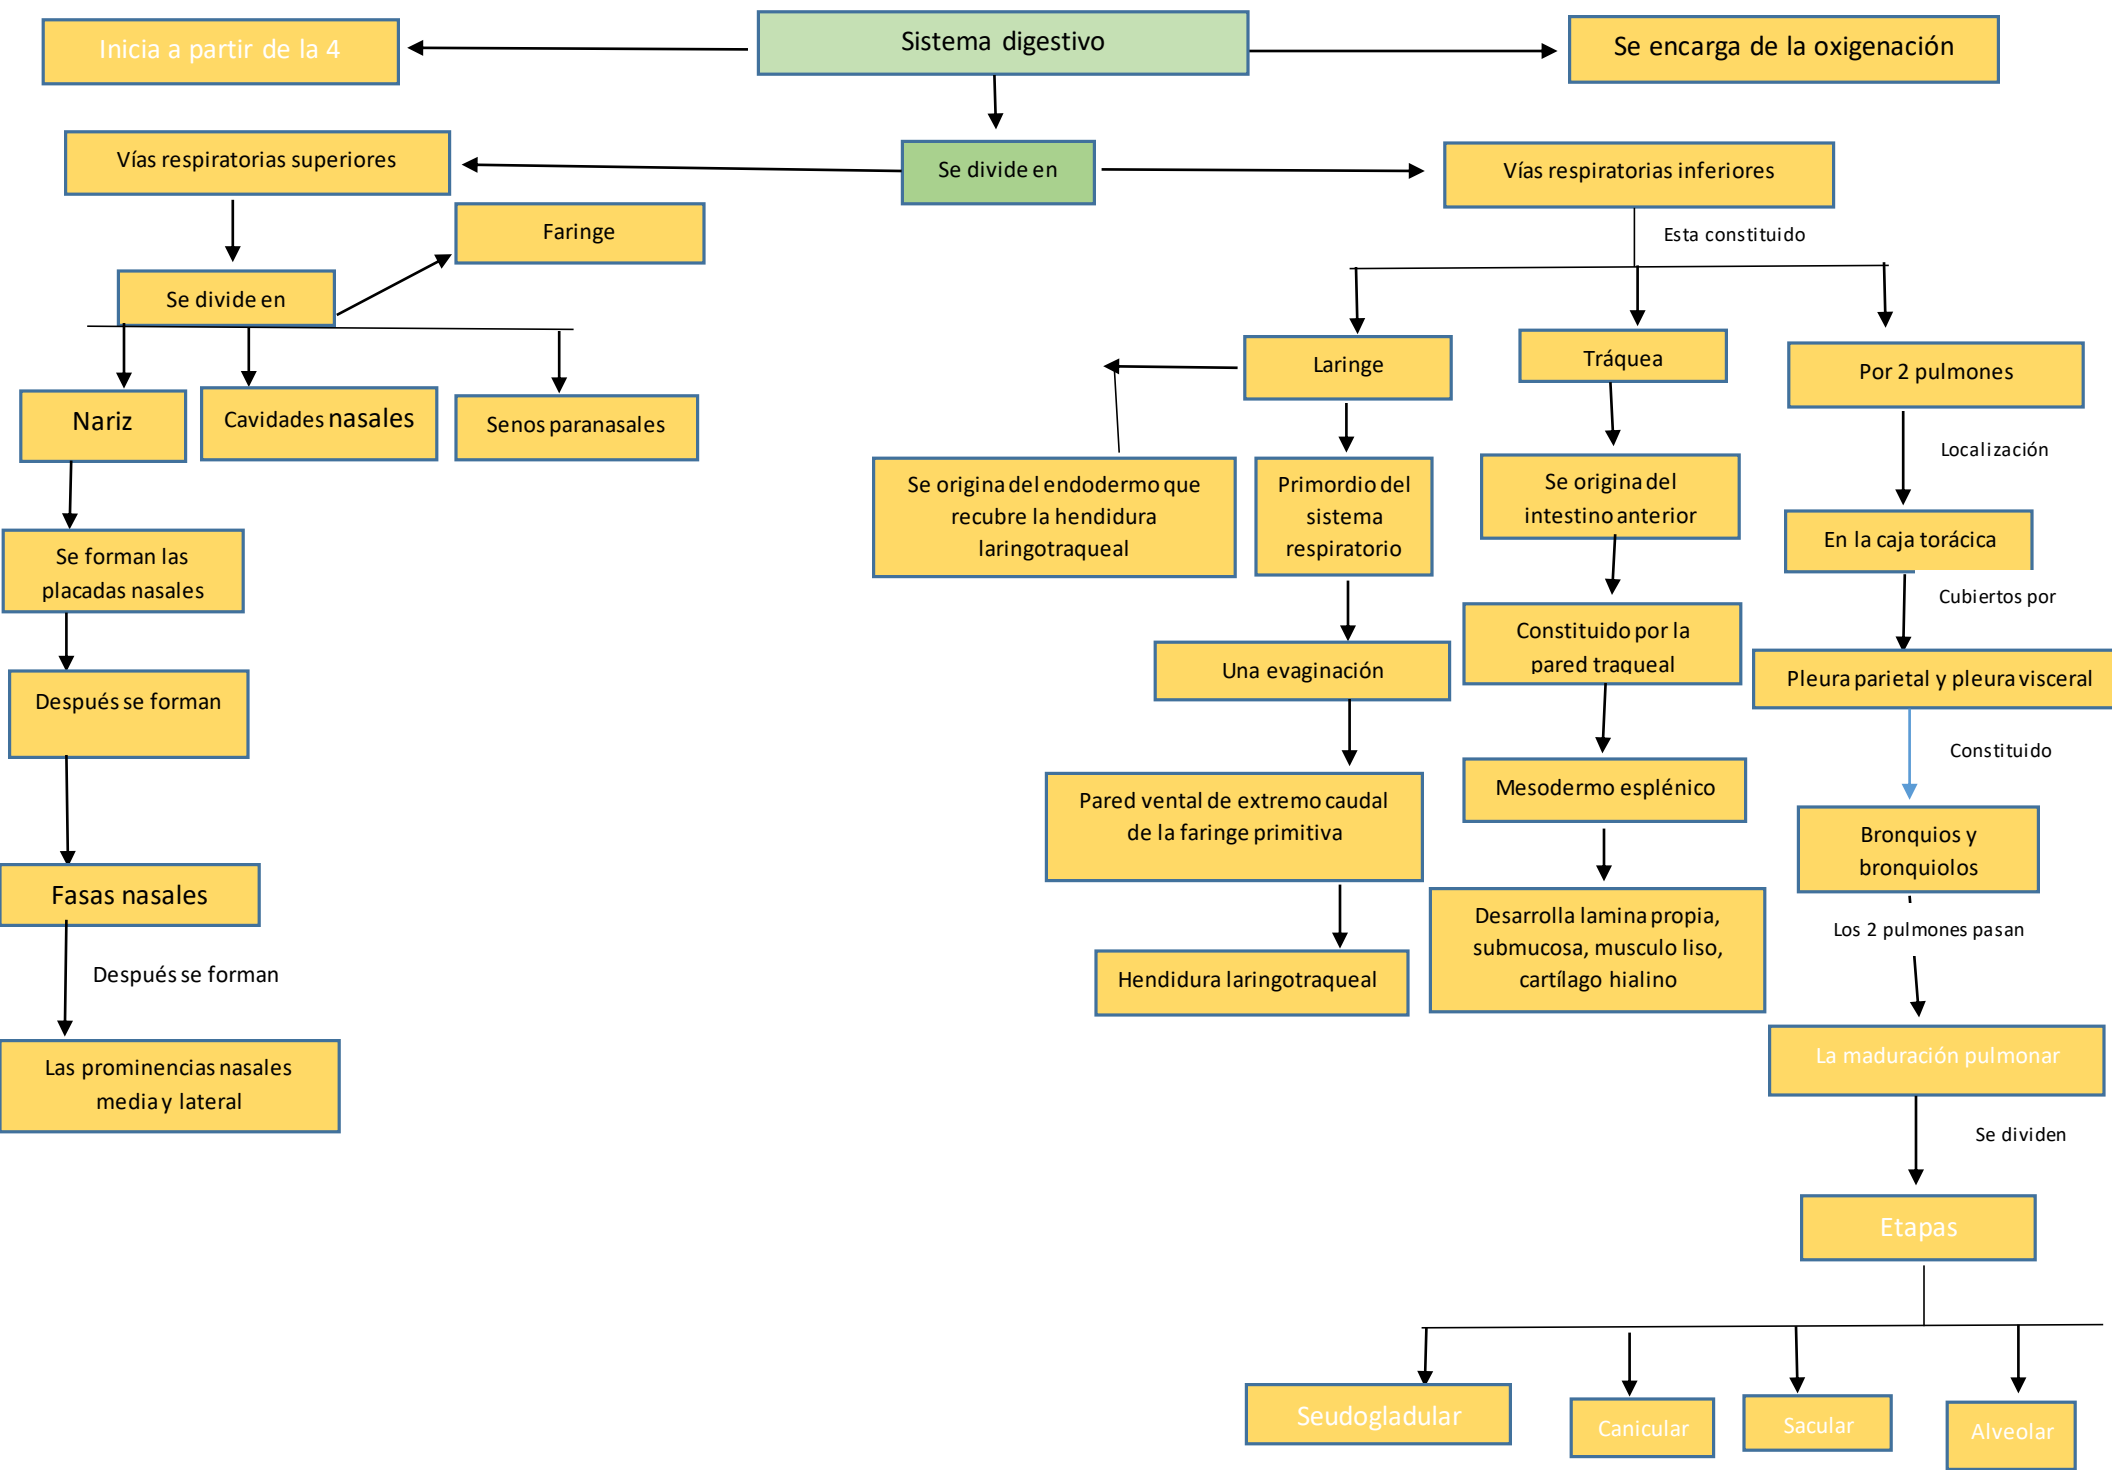 Inicia a partir de la 4
Sistema digestivo
Se encarga de la oxigenación
Vías respiratorias superiores
Se divide en
Vías respiratorias inferiores
Faringe
Esta constituido
Se divide en
Laringe
Tráquea
Por 2 pulmones
Nariz
Cavidades nasales
Senos paranasales
Localización
Se origina del endodermo que
recubre la hendidura
laringotraqueal
Primordio del
sistema
respiratorio
Se origina del
intestino anterior
En la caja torácica
Se forman las
placadas nasales
Cubiertos por
Una evaginación
Constituido por la
pared traqueal
Pleura parietal y pleura visceral
Después se forman
Constituido
Pared vental de extremo caudal
de la faringe primitiva
Mesodermo esplénico
Bronquios y
bronquiolos
Fasas nasales
Desarrolla lamina propia,
submucosa, musculo liso,
cartílago hialino
Los 2 pulmones pasan
Después se forman
Hendidura laringotraqueal
Las prominencias nasales
media y lateral
La maduración pulmonar
Se dividen
Etapas
Seudogladular
Canicular
Sacular
Alveolar